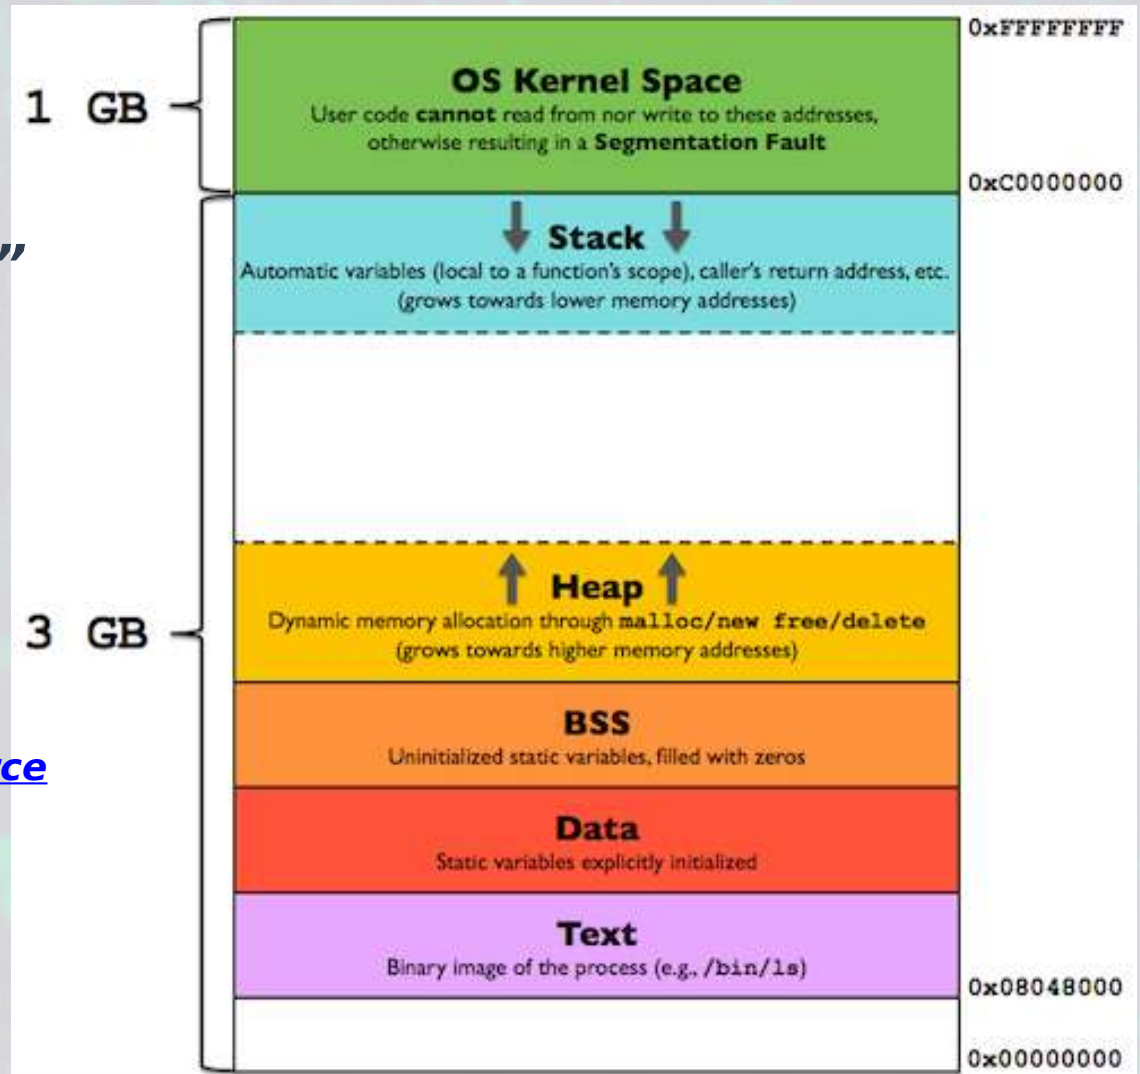 0xFFFFFFFF
1 GB
OS Kernel Space
User code cannot read from nor write to these addresses,
otherwise resulting in a Segmentation Fault
0xC0000000
”
Stack
Automatic variables (local to a function's scope), caller's return address, etc.
(grows towards lower memory addresses)
3 GB
Heap
Dynamic memory allocation through malloc/new free/delete
(grows towards higher memory addresses)
BSS
Uninitialized static variables, filled with zeros
ce
Data
Static variables explicitly initialized
Text
Binary image of the process (e.g., /bin/ls)
0x08048000
0x00000000